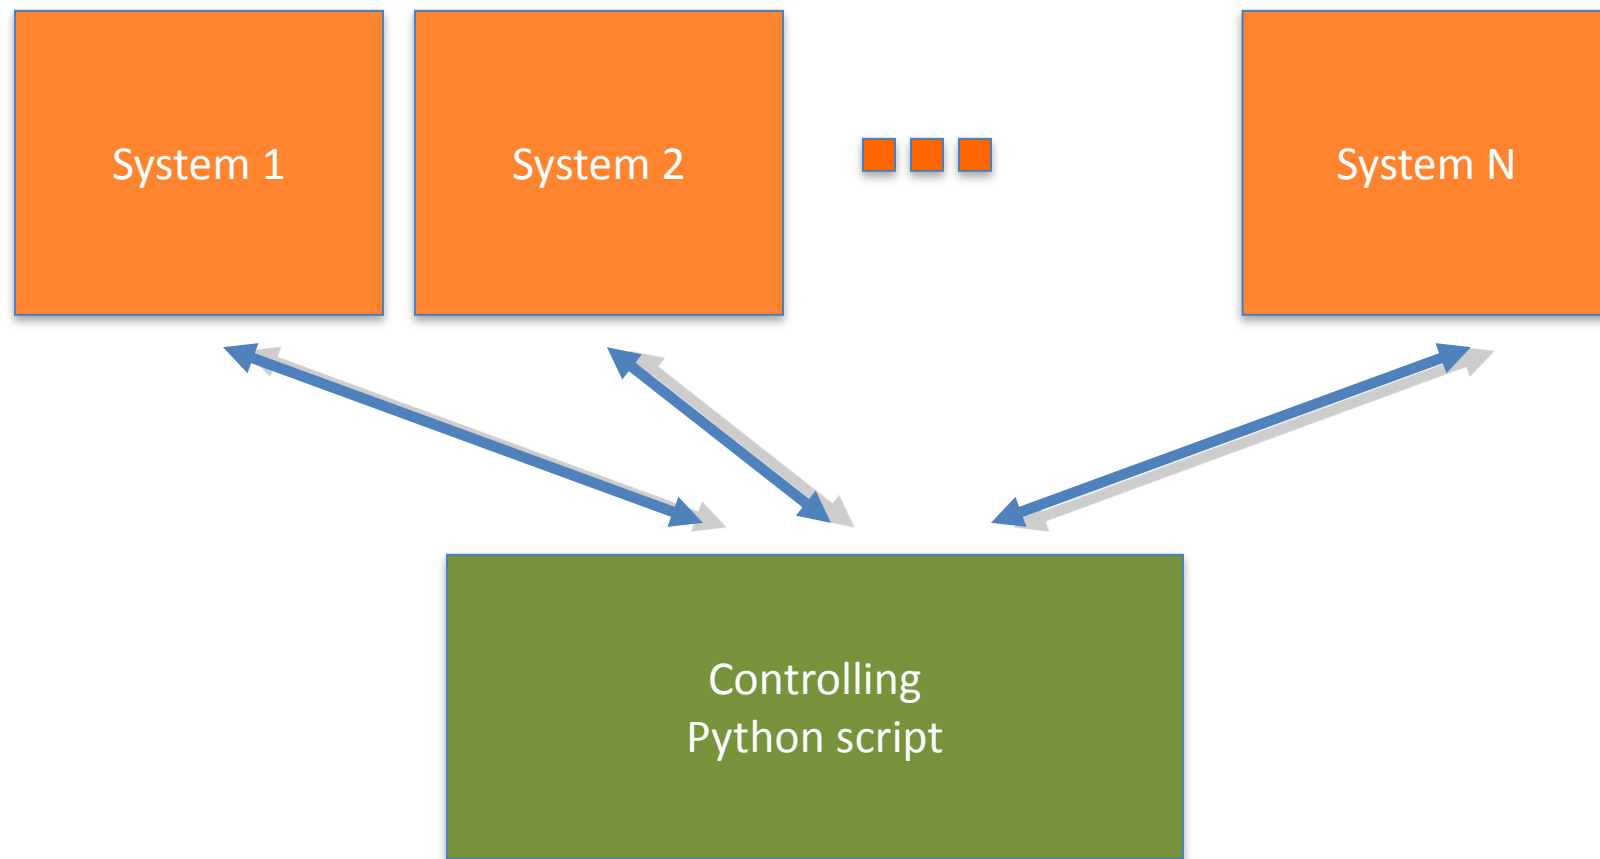 System 1
System 2
System N
Controlling
Python script